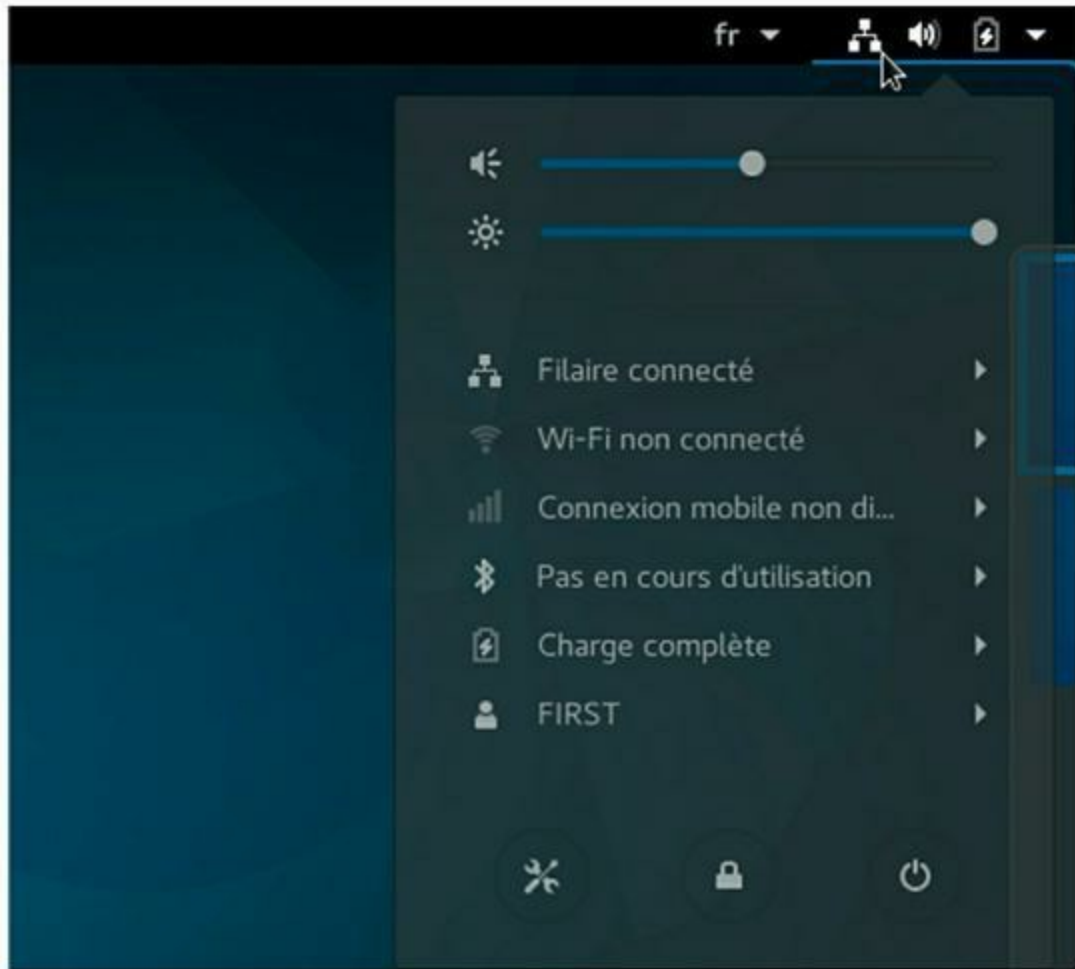 fr
Filaire connecté
Wi-Fi non connecté
Connexion mobile non di...
Pas en cours d'utilisation
Charge complète
FIRST